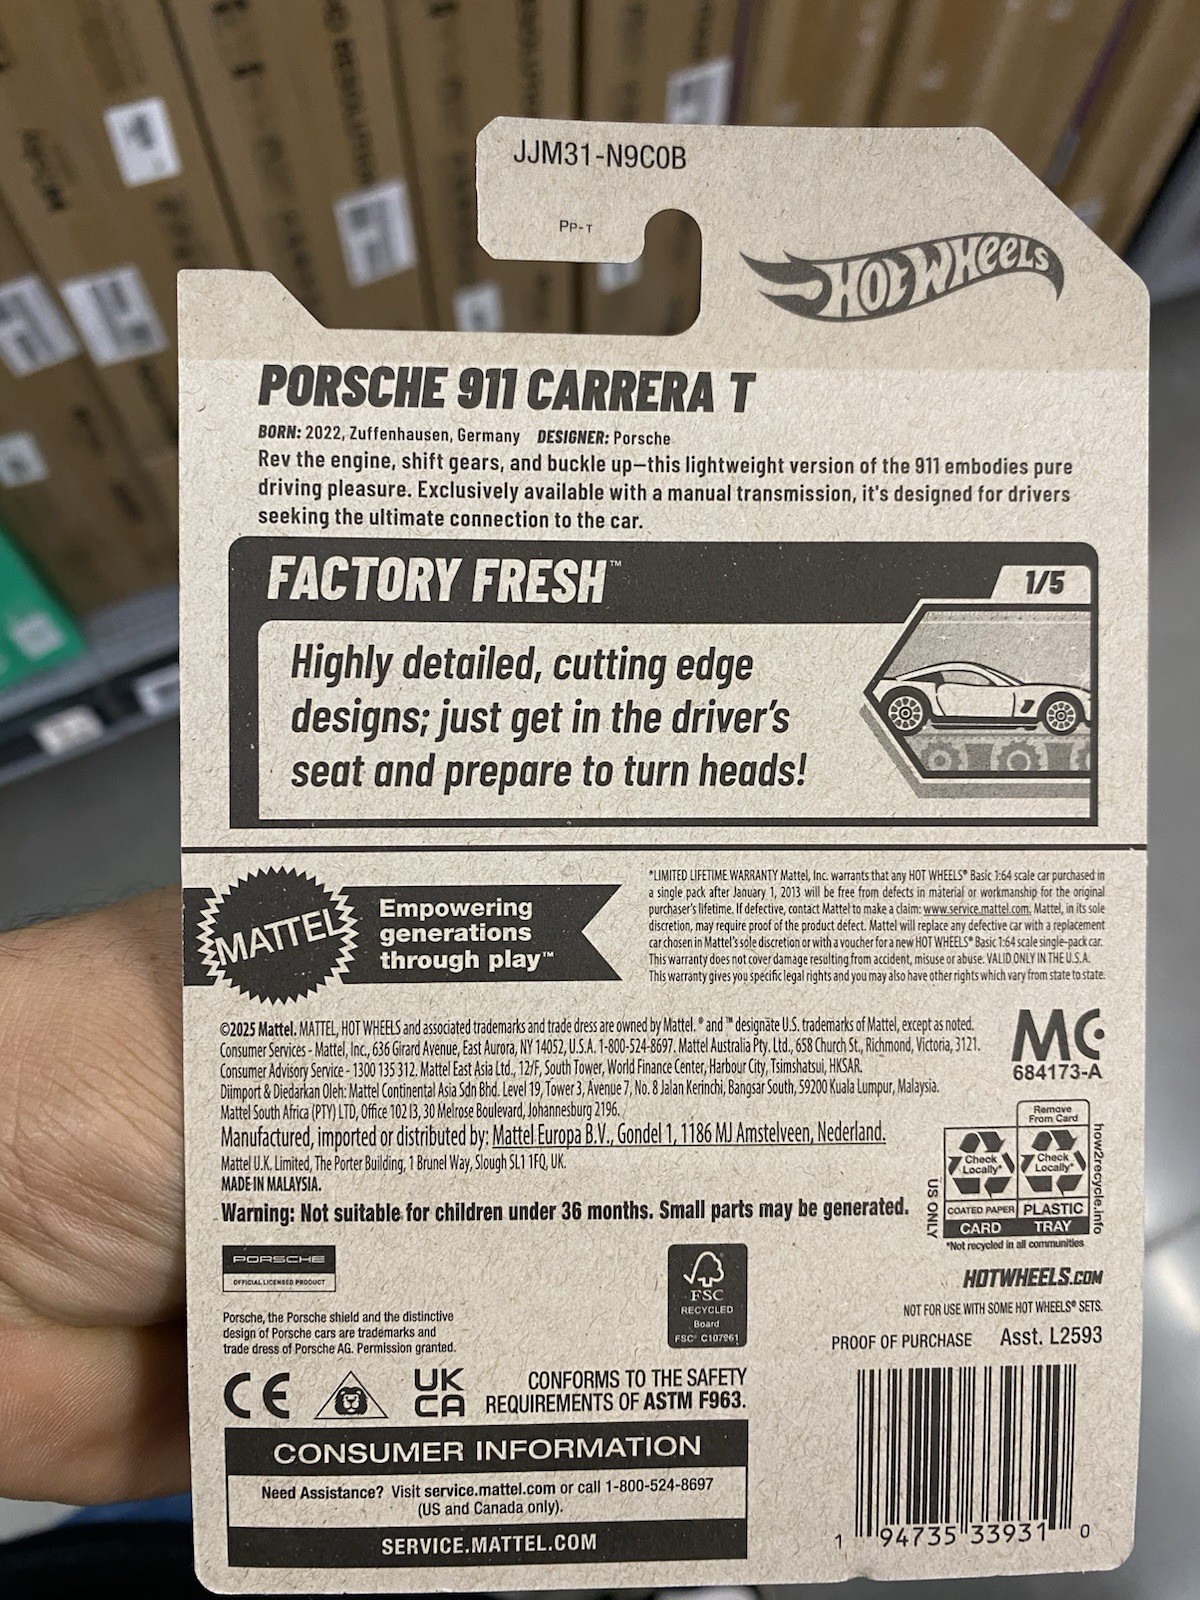 JJM31-N9C0B
PP-T
HOT WHEELS
PORSCHE 911 CARRERA T
BORN: 2022, Zuffenhausen, Germany DESIGNER: Porsche
Rev the engine, shift gears, and buckle up—this lightweight version of the 911 embodies pure
driving pleasure. Exclusively available with a manual transmission, it's designed for drivers
seeking the ultimate connection to the car.
FACTORY FRESH™
1/5
Highly detailed, cutting edge
designs; just get in the driver's
seat and prepare to turn heads!
MATTEL
Empowering
generations
through play™
*LIMITED LIFETIME WARRANTY Mattel, Inc. warrants that any HOT WHEELS® Basic 1:64 scale car purchased in
a single pack after January 1, 2013 will be free from defects in material or workmanship for the original
purchaser's lifetime. If defective, contact Mattel to make a claim: www.service.mattel.com. Mattel, in its sole
discretion, may require proof of the product defect. Mattel will replace any defective car with a replacement
car chosen in Mattel's sole discretion or with a voucher for a new HOT WHEELS® Basic 1:64 scale single-pack car.
This warranty does not cover damage resulting from accident, misuse or abuse. VALID ONLY IN THE U.S.A.
This warranty gives you specific legal rights and you may also have other rights which vary from state to state.
©2025 Mattel. MATTEL, HOT WHEELS and associated trademarks and trade dress are owned by Mattel. ® and ™ designate U.S. trademarks of Mattel, except as noted.
Consumer Services - Mattel, Inc., 636 Girard Avenue, East Aurora, NY 14052, U.S.A. 1-800-524-8697. Mattel Australia Pty. Ltd., 658 Church St., Richmond, Victoria, 3121.
Consumer Advisory Service - 1300 135 312. Mattel East Asia Ltd., 12/F, South Tower, World Finance Center, Harbour City, Tsimshatsui, HKSAR.
Diimport & Diedarkan Oleh: Mattel Continental Asia Sdn Bhd. Level 19, Tower 3, Avenue 7, No. 8 Jalan Kerinchi, Bangsar South, 59200 Kuala Lumpur, Malaysia.
Mattel South Africa (PTY) LTD, Office 102 I3, 30 Melrose Boulevard, Johannesburg 2196.
Manufactured, imported or distributed by: Mattel Europa B.V., Gondel 1, 1186 MJ Amstelveen, Nederland.
Mattel U.K. Limited, The Porter Building, 1 Brunel Way, Slough SL1 1FQ, UK.
MADE IN MALAYSIA.
Warning: Not suitable for children under 36 months. Small parts may be generated.
MC
684173-A
US ONLY
Remove
From Card
Check
Locally*
Check
Locally*
COATED PAPER
PLASTIC
CARD
TRAY
how2recycle.info
*Not recycled in all communities
HOTWHEELS.COM
NOT FOR USE WITH SOME HOT WHEELS® SETS.
PROOF OF PURCHASE Asst. L2593
PORSCHE
OFFICIAL LICENSED PRODUCT
Porsche, the Porsche shield and the distinctive
design of Porsche cars are trademarks and
trade dress of Porsche AG. Permission granted.
FSC
RECYCLED
Board
FSC® C107961
CE
UK
CA
CONFORMS TO THE SAFETY
REQUIREMENTS OF ASTM F963.
CONSUMER INFORMATION
Need Assistance? Visit service.mattel.com or call 1-800-524-8697
(US and Canada only).
SERVICE.MATTEL.COM
1 94735 33931 0